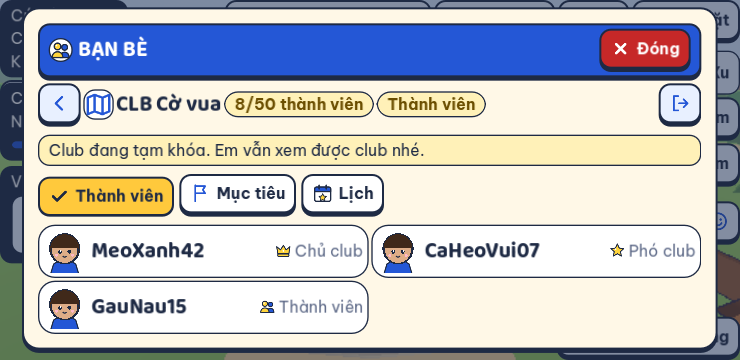 BẠN BÈ
Đóng
CLB Cờ vua 8/50 thành viên Thành viên
Club đang tạm khóa. Em vẫn xem được club nhé.
Thành viên Mục tiêu Lịch
MeoXanh42 Chủ club
CaHeoVui07 Phó club
GauNau15 Thành viên